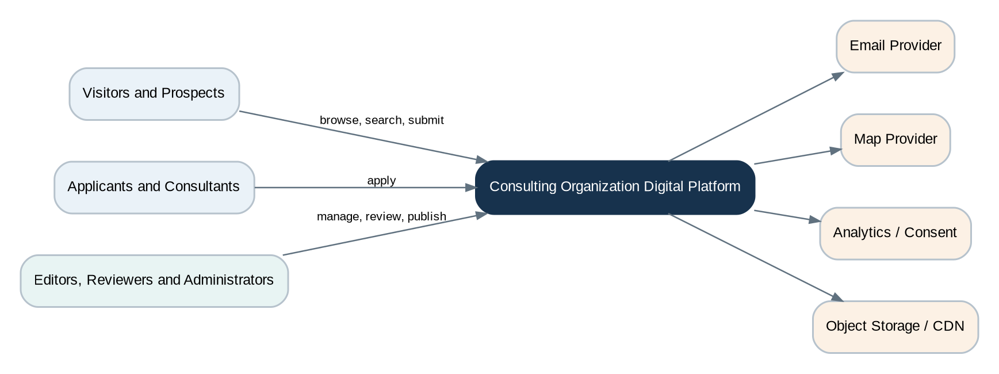 Visitors and Prospects
Applicants and Consultants
Editors, Reviewers and Administrators
browse, search, submit
apply
manage, review, publish
Consulting Organization Digital Platform
Email Provider
Map Provider
Analytics / Consent
Object Storage / CDN